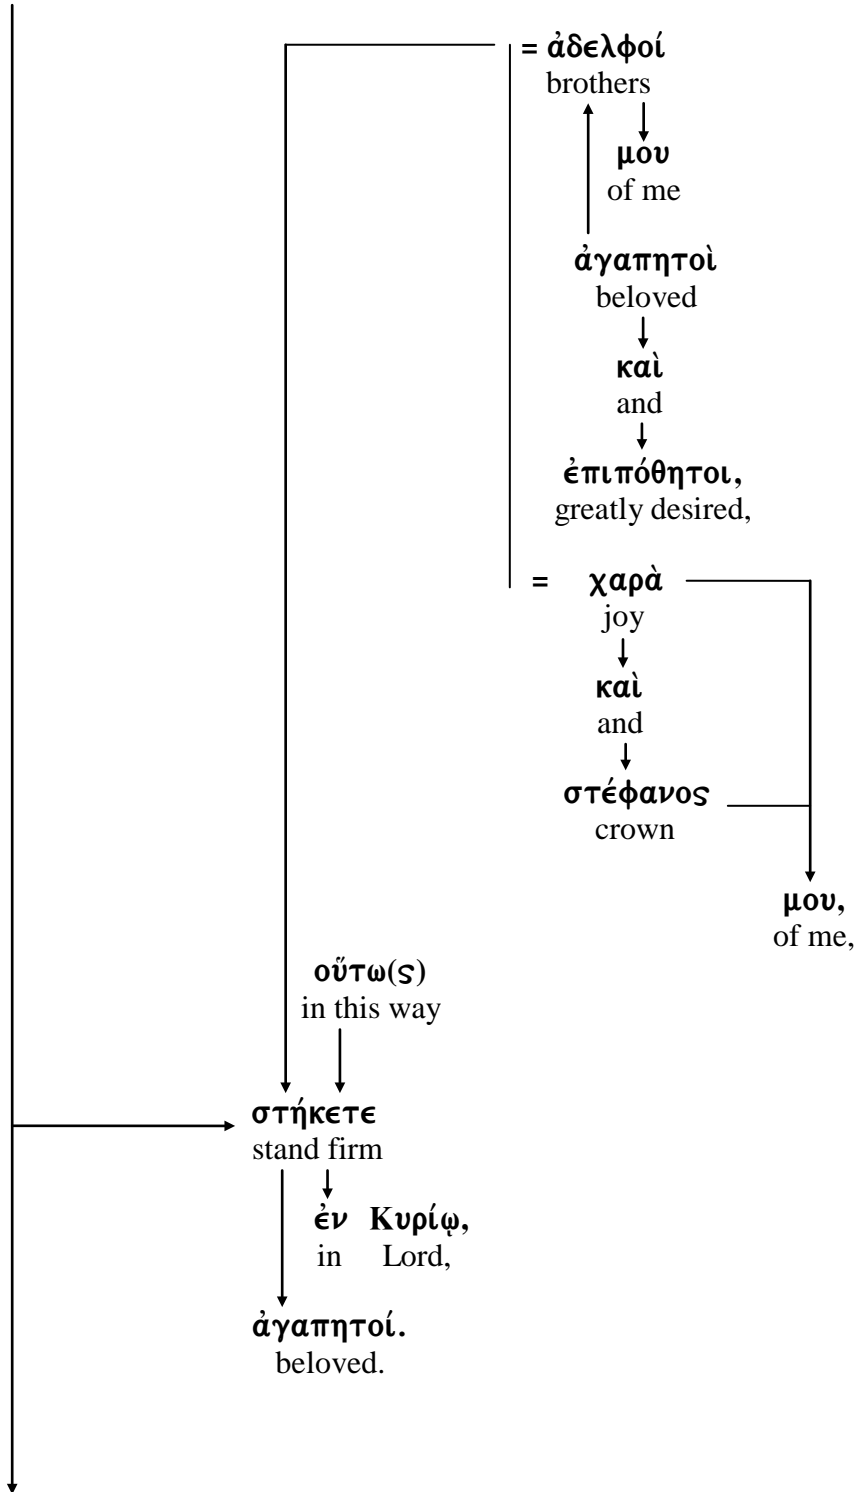 = ἀδελφοί
brothers
μου
of me
ἀγαπητοὶ
beloved
καὶ
and
ἐπιπόθητοι,
greatly desired,
= χαρὰ
joy
καὶ
and
στέφανος
crown
μου,
of me,
οὕτω(ς)
in this way
στήκετε
stand firm
ἐν Κυρίῳ,
in Lord,
ἀγαπητοί.
beloved.